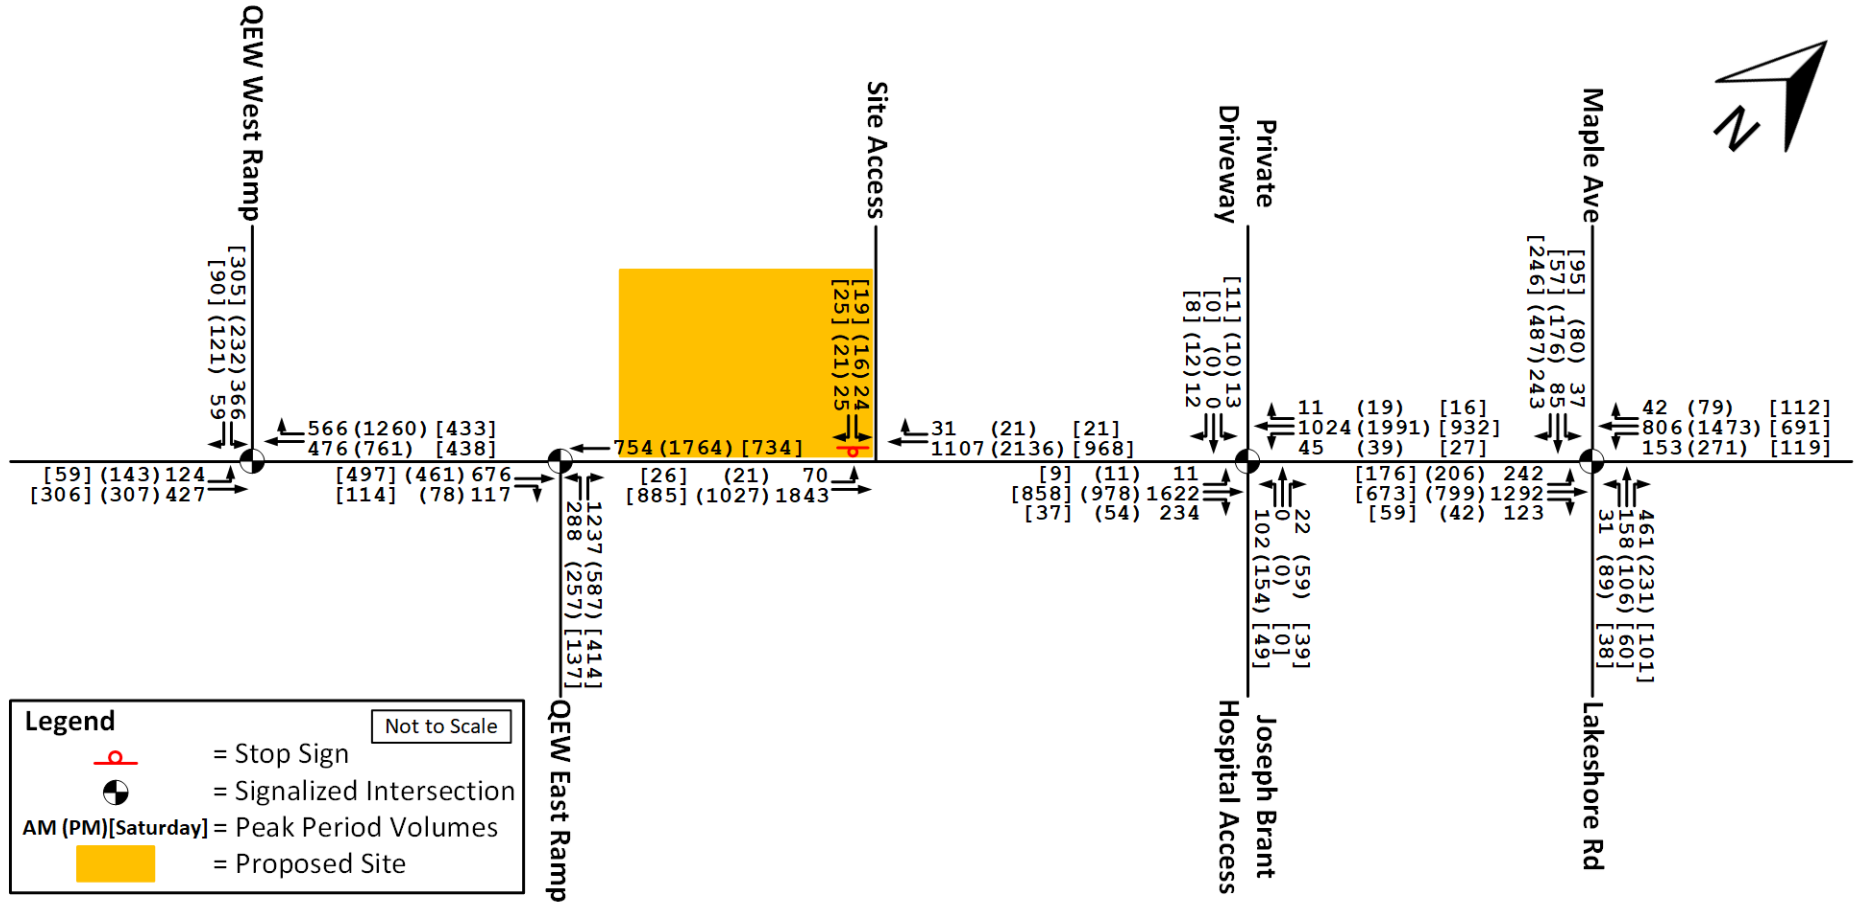 QEW West Ramp
Site Access
Private
Driveway
Maple Ave
N
[305] (232) 366
[90] (121) 59
[19] (16) 24
[25] (21) 25
[11] (10) 13
[0] (0) 0
[8] (12) 12
[95] (80) 37
[57] (176) 85
[246] (487) 243
566 (1260) [433]
476 (761) [438]
754 (1764) [734]
31 (21) [21]
1107 (2136) [968]
11 (19) [16]
1024 (1991) [932]
45 (39) [27]
42 (79) [112]
806 (1473) [691]
153 (271) [119]
[59] (143) 124
[306] (307) 427
[497] (461) 676
[114] (78) 117
[26] (21) 70
[885] (1027) 1843
[9] (11) 11
[858] (978) 1622
[37] (54) 234
[176] (206) 242
[673] (799) 1292
[59] (42) 123
1237 (587) [414]
288 (257) [137]
22 (59) [39]
0 (0) [0]
102 (154) [49]
461 (231) [101]
158 (106) [60]
31 (89) [38]
QEW East Ramp
Joseph Brant
Hospital Access
Lakeshore Rd
Legend
Not to Scale
= Stop Sign
= Signalized Intersection
AM (PM)[Saturday] = Peak Period Volumes
= Proposed Site